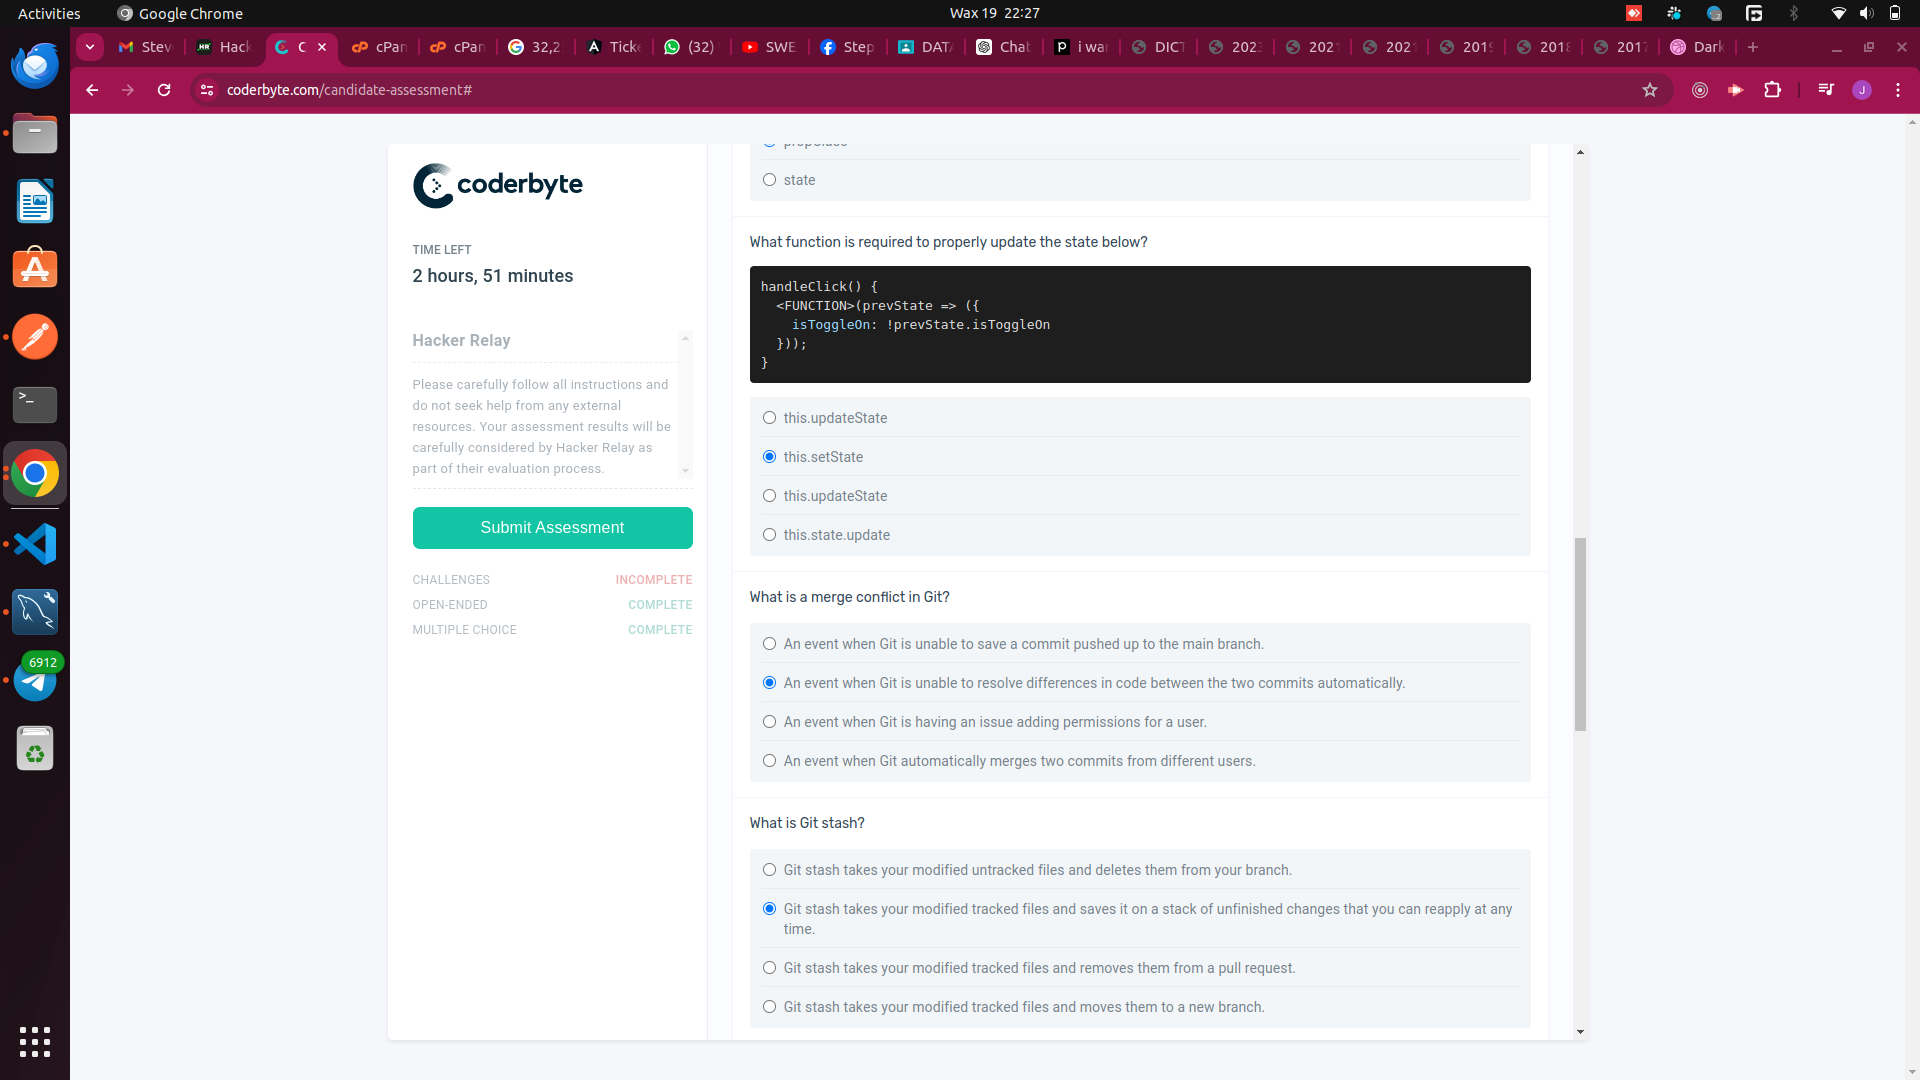 Activities
Google Chrome
Wax 19 22:27
Stev
Hack
C
cPan
cPan
32,2
Ticke
(32)
SWE
Step
DATA
Chat
i wan
DICT
2023
2021
2021
2019
2018
2017
Dark
coderbyte.com/candidate-assessment#
J
coderbyte
TIME LEFT
2 hours, 51 minutes
Hacker Relay
Please carefully follow all instructions and
do not seek help from any external
resources. Your assessment results will be
carefully considered by Hacker Relay as
part of their evaluation process.
Submit Assessment
CHALLENGES INCOMPLETE
OPEN-ENDED COMPLETE
MULTIPLE CHOICE COMPLETE
6912
state
What function is required to properly update the state below?
handleClick() {
<FUNCTION>(prevState => ({
isToggleOn: !prevState.isToggleOn
}));
}
this.updateState
this.setState
this.updateState
this.state.update
What is a merge conflict in Git?
An event when Git is unable to save a commit pushed up to the main branch.
An event when Git is unable to resolve differences in code between the two commits automatically.
An event when Git is having an issue adding permissions for a user.
An event when Git automatically merges two commits from different users.
What is Git stash?
Git stash takes your modified untracked files and deletes them from your branch.
Git stash takes your modified tracked files and saves it on a stack of unfinished changes that you can reapply at any
time.
Git stash takes your modified tracked files and removes them from a pull request.
Git stash takes your modified tracked files and moves them to a new branch.